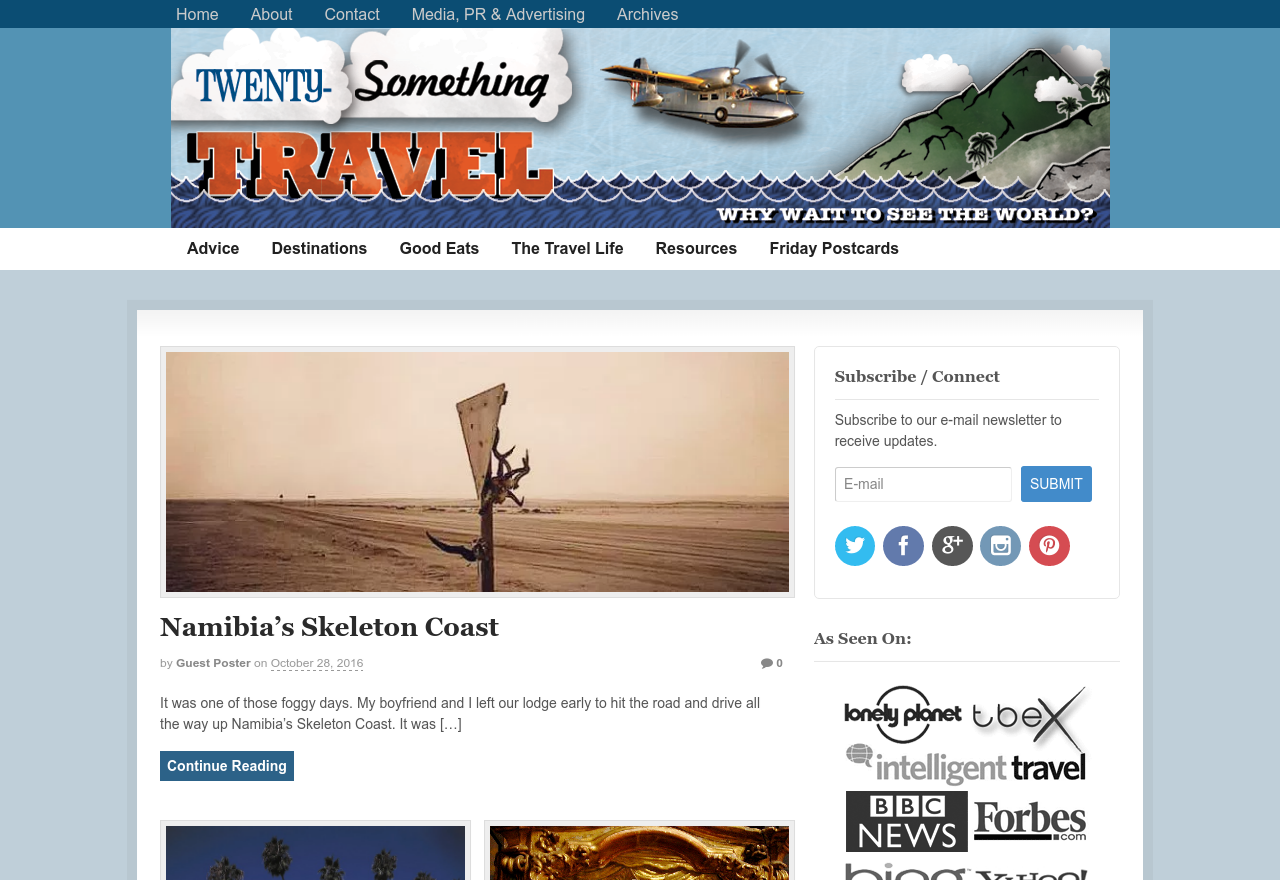 Home About Contact Media, PR & Advertising Archives
TWENTY- Something
TRAVEL
WHY WAIT TO SEE THE WORLD?
Advice Destinations Good Eats The Travel Life Resources Friday Postcards
Namibia’s Skeleton Coast
by Guest Poster on October 28, 2016 0
It was one of those foggy days. My boyfriend and I left our lodge early to hit the road and drive all
the way up Namibia’s Skeleton Coast. It was […]
Continue Reading
Subscribe / Connect
Subscribe to our e-mail newsletter to
receive updates.
E-mail SUBMIT
As Seen On:
lonely planet tbex
intelligent travel
BBC
NEWS
Forbes
.com
bing YAHOO!